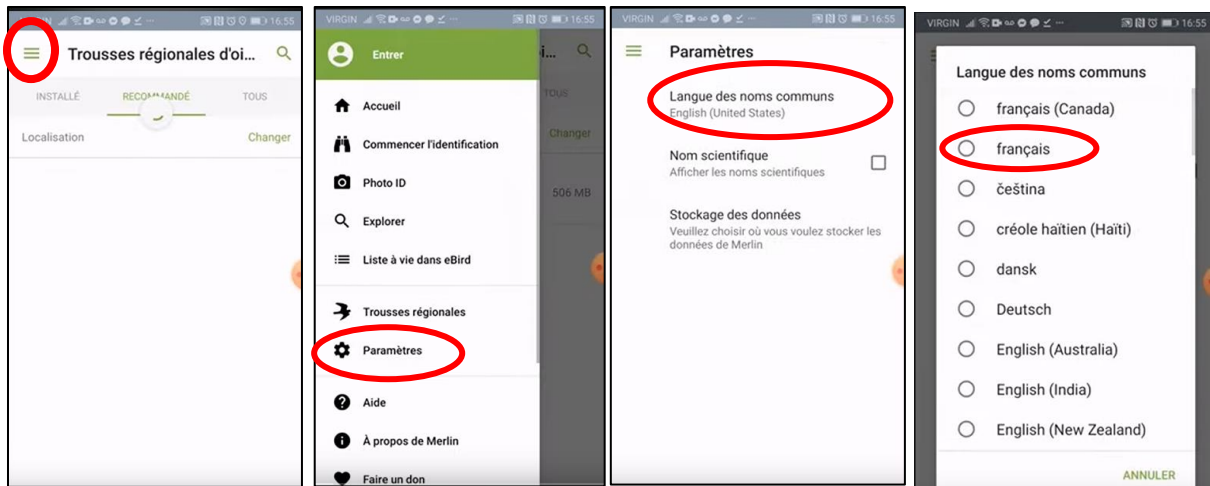 VIRGIN 16:55
Trousses régionales d'oi...
INSTALLÉ RECOMMANDÉ TOUS
Localisation Changer
VIRGIN 16:55
Entrer
i...
TOUS
Accueil
Changer
Commencer l'identification
Photo ID
506 MB
Explorer
Liste à vie dans eBird
Trousses régionales
Paramètres
Aide
À propos de Merlin
Faire un don
VIRGIN 16:55
Paramètres
Langue des noms communs
English (United States)
Nom scientifique
Afficher les noms scientifiques
Stockage des données
Veuillez choisir où vous voulez stocker les
données de Merlin
VIRGIN 16:55
Langue des noms communs
français (Canada)
français
čeština
créole haïtien (Haïti)
dansk
Deutsch
English (Australia)
English (India)
English (New Zealand)
ANNULER